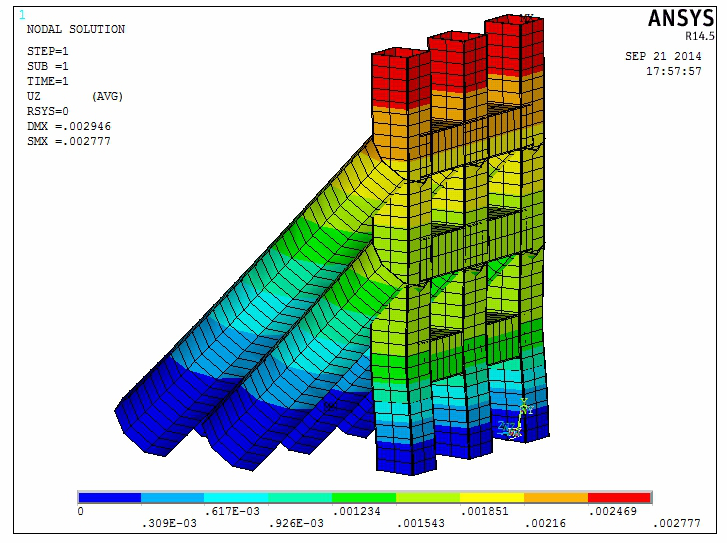 1
NODAL SOLUTION
STEP=1
SUB =1
TIME=1
UZ (AVG)
RSYS=0
DMX =.002946
SMX =.002777
ANSYS
R14.5
SEP 21 2014
17:57:57
MX
0 .617E-03 .001234 .001851 .002469
.309E-03 .926E-03 .001543 .00216 .002777